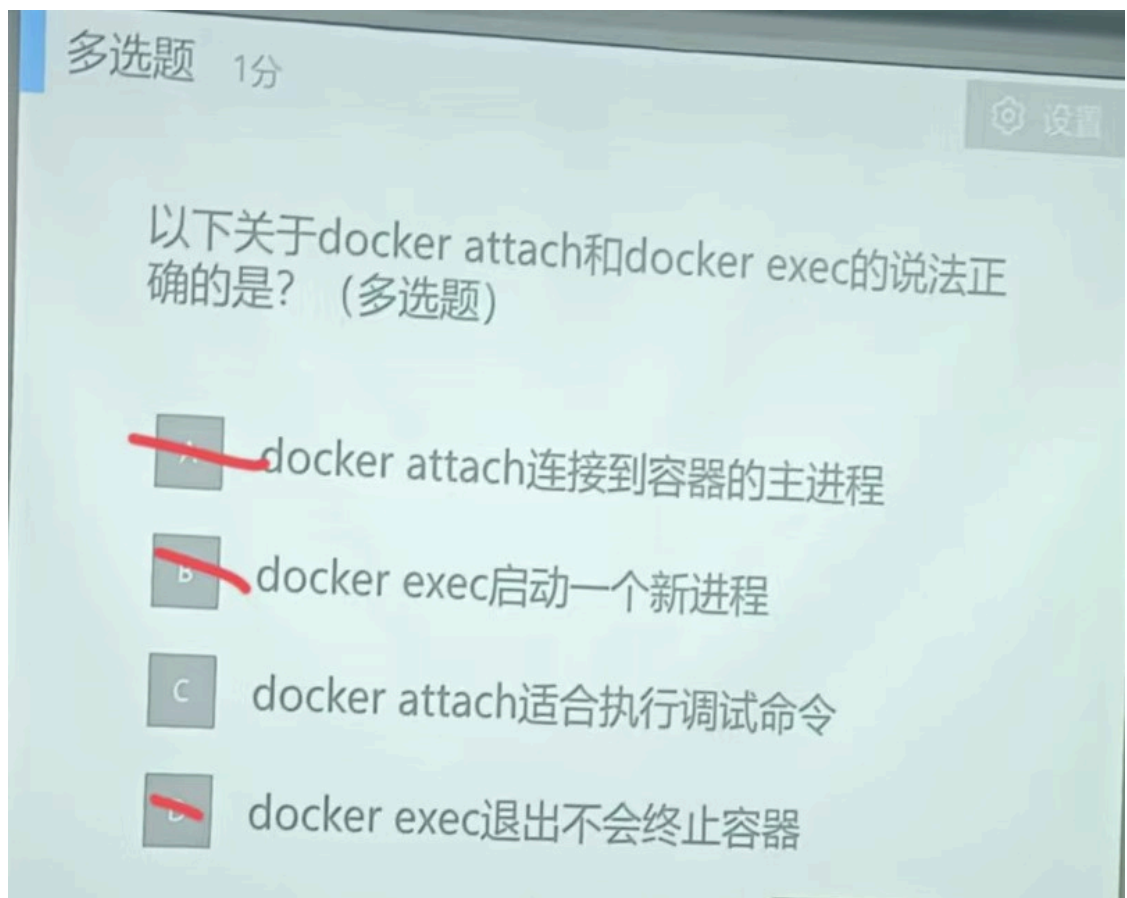 多选题 1分
设置
以下关于docker attach和docker exec的说法正
确的是？（多选题）
A docker attach连接到容器的主进程
B docker exec启动一个新进程
C docker attach适合执行调试命令
D docker exec退出不会终止容器